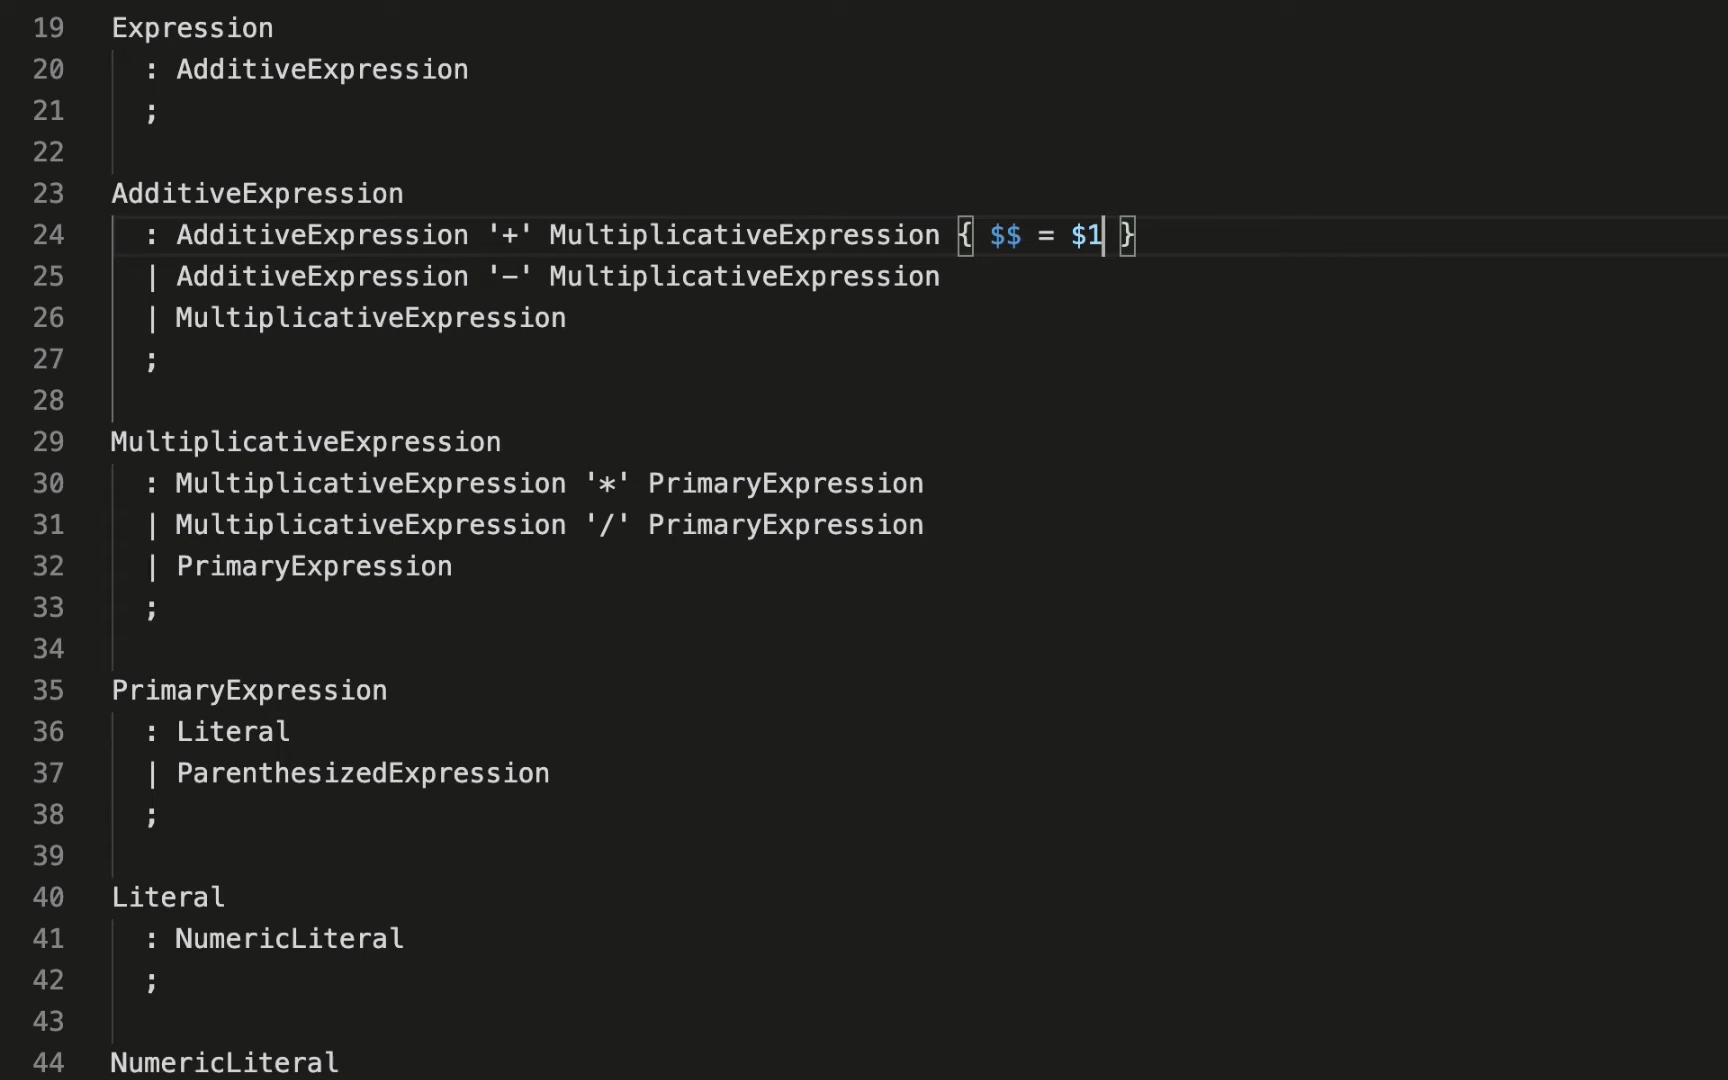 19 Expression
20 : AdditiveExpression
21 ;
22
23 AdditiveExpression
24 : AdditiveExpression '+' MultiplicativeExpression { $$ = $1 }
25 | AdditiveExpression '-' MultiplicativeExpression
26 | MultiplicativeExpression
27 ;
28
29 MultiplicativeExpression
30 : MultiplicativeExpression '*' PrimaryExpression
31 | MultiplicativeExpression '/' PrimaryExpression
32 | PrimaryExpression
33 ;
34
35 PrimaryExpression
36 : Literal
37 | ParenthesizedExpression
38 ;
39
40 Literal
41 : NumericLiteral
42 ;
43
44 NumericLiteral